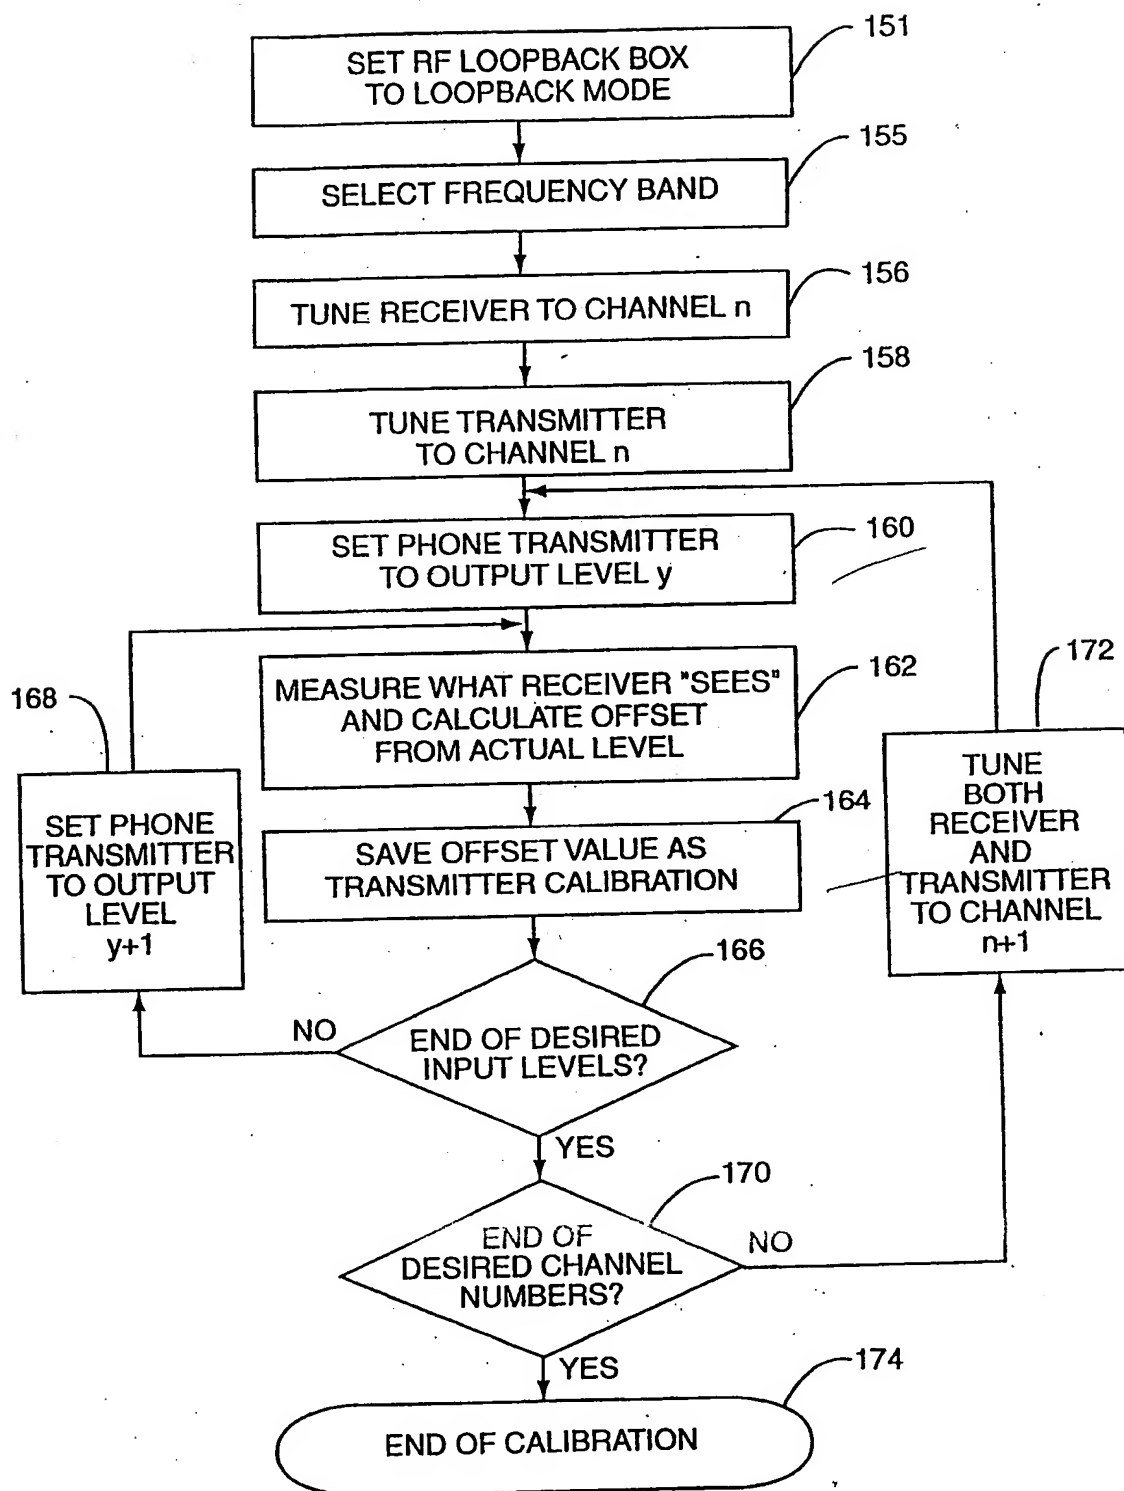 151
SET RF LOOPBACK BOX
TO LOOPBACK MODE
155
SELECT FREQUENCY BAND
156
TUNE RECEIVER TO CHANNEL n
158
TUNE TRANSMITTER
TO CHANNEL n
160
SET PHONE TRANSMITTER
TO OUTPUT LEVEL y
162
MEASURE WHAT RECEIVER "SEES"
AND CALCULATE OFFSET
FROM ACTUAL LEVEL
168
SET PHONE
TRANSMITTER
TO OUTPUT
LEVEL
y+1
172
TUNE
BOTH
RECEIVER
AND
TRANSMITTER
TO CHANNEL
n+1
164
SAVE OFFSET VALUE AS
TRANSMITTER CALIBRATION
166
END OF DESIRED
INPUT LEVELS?
NO
YES
170
END OF
DESIRED CHANNEL
NUMBERS?
NO
YES
174
END OF CALIBRATION